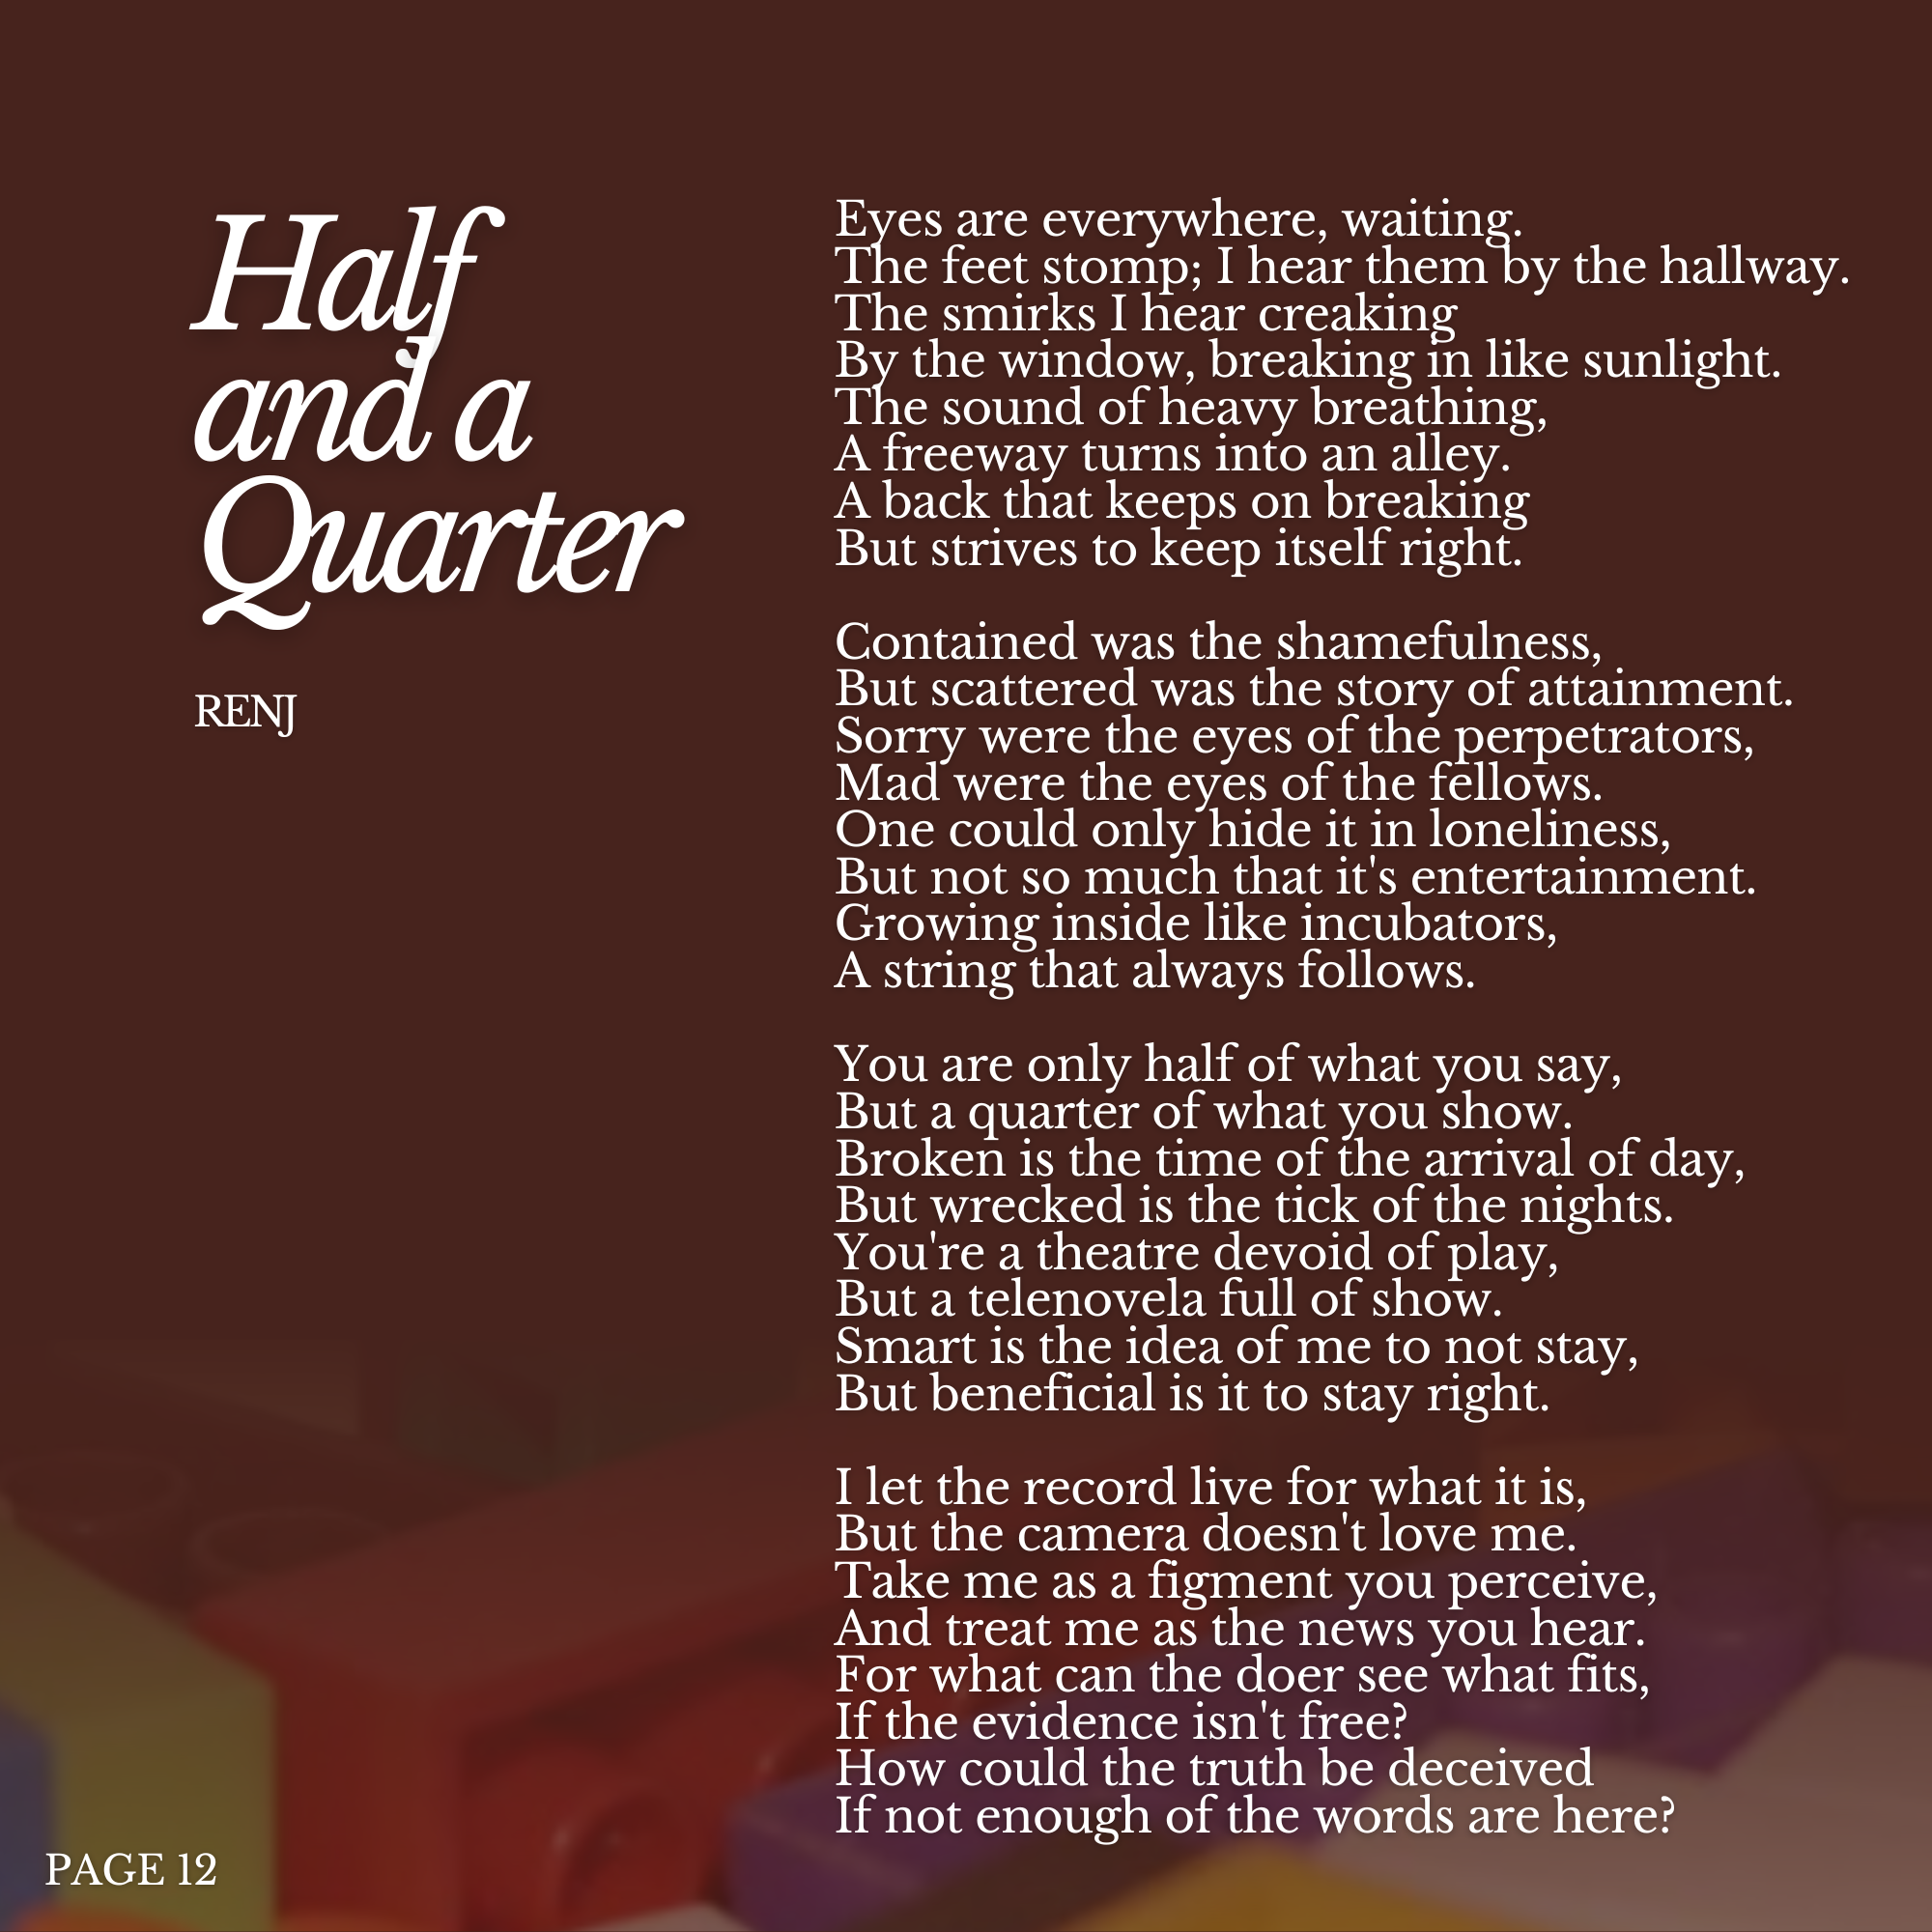 Half
and a
Quarter
RENJ
Eyes are everywhere, waiting.
The feet stomp; I hear them by the hallway.
The smirks I hear creaking
By the window, breaking in like sunlight.
The sound of heavy breathing,
A freeway turns into an alley.
A back that keeps on breaking
But strives to keep itself right.
Contained was the shamefulness,
But scattered was the story of attainment.
Sorry were the eyes of the perpetrators,
Mad were the eyes of the fellows.
One could only hide it in loneliness,
But not so much that it's entertainment.
Growing inside like incubators,
A string that always follows.
You are only half of what you say,
But a quarter of what you show.
Broken is the time of the arrival of day,
But wrecked is the tick of the nights.
You're a theatre devoid of play,
But a telenovela full of show.
Smart is the idea of me to not stay,
But beneficial is it to stay right.
I let the record live for what it is,
But the camera doesn't love me.
Take me as a figment you perceive,
And treat me as the news you hear.
For what can the doer see what fits,
If the evidence isn't free?
How could the truth be deceived
If not enough of the words are here?
PAGE 12